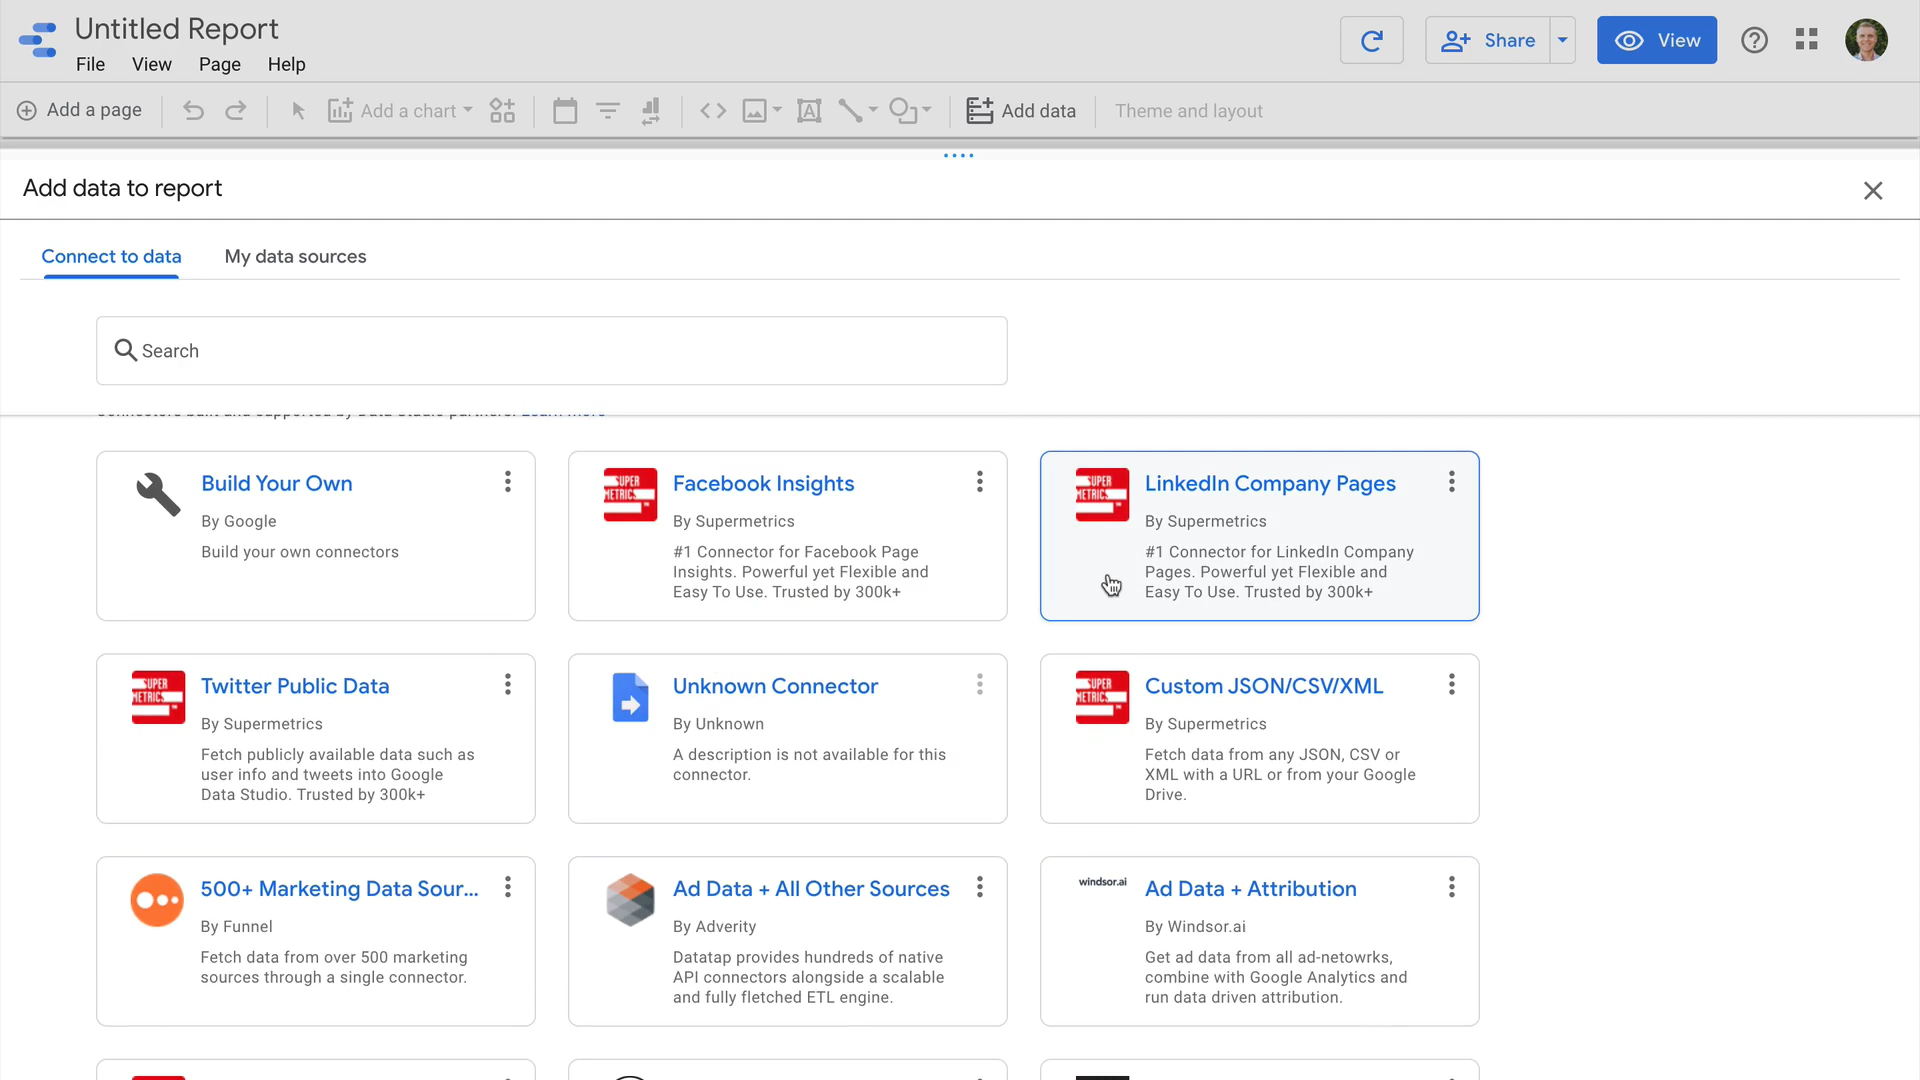 Untitled Report
File View Page Help
Share
View
Add a page
Add a chart
Add data
Theme and layout
Add data to report
Connect to data
My data sources
Search
Build Your Own
By Google
Build your own connectors
Facebook Insights
By Supermetrics
#1 Connector for Facebook Page
Insights. Powerful yet Flexible and
Easy To Use. Trusted by 300k+
LinkedIn Company Pages
By Supermetrics
#1 Connector for LinkedIn Company
Pages. Powerful yet Flexible and
Easy To Use. Trusted by 300k+
SUPER
METRICS
SUPER
METRICS
Twitter Public Data
By Supermetrics
Fetch publicly available data such as
user info and tweets into Google
Data Studio. Trusted by 300k+
SUPER
METRICS
Unknown Connector
By Unknown
A description is not available for this
connector.
Custom JSON/CSV/XML
By Supermetrics
Fetch data from any JSON, CSV or
XML with a URL or from your Google
Drive.
SUPER
METRICS
500+ Marketing Data Sour...
By Funnel
Fetch data from over 500 marketing
sources through a single connector.
Ad Data + All Other Sources
By Adverity
Datatap provides hundreds of native
API connectors alongside a scalable
and fully fletched ETL engine.
windsor.ai
Ad Data + Attribution
By Windsor.ai
Get ad data from all ad-netowrks,
combine with Google Analytics and
run data driven attribution.